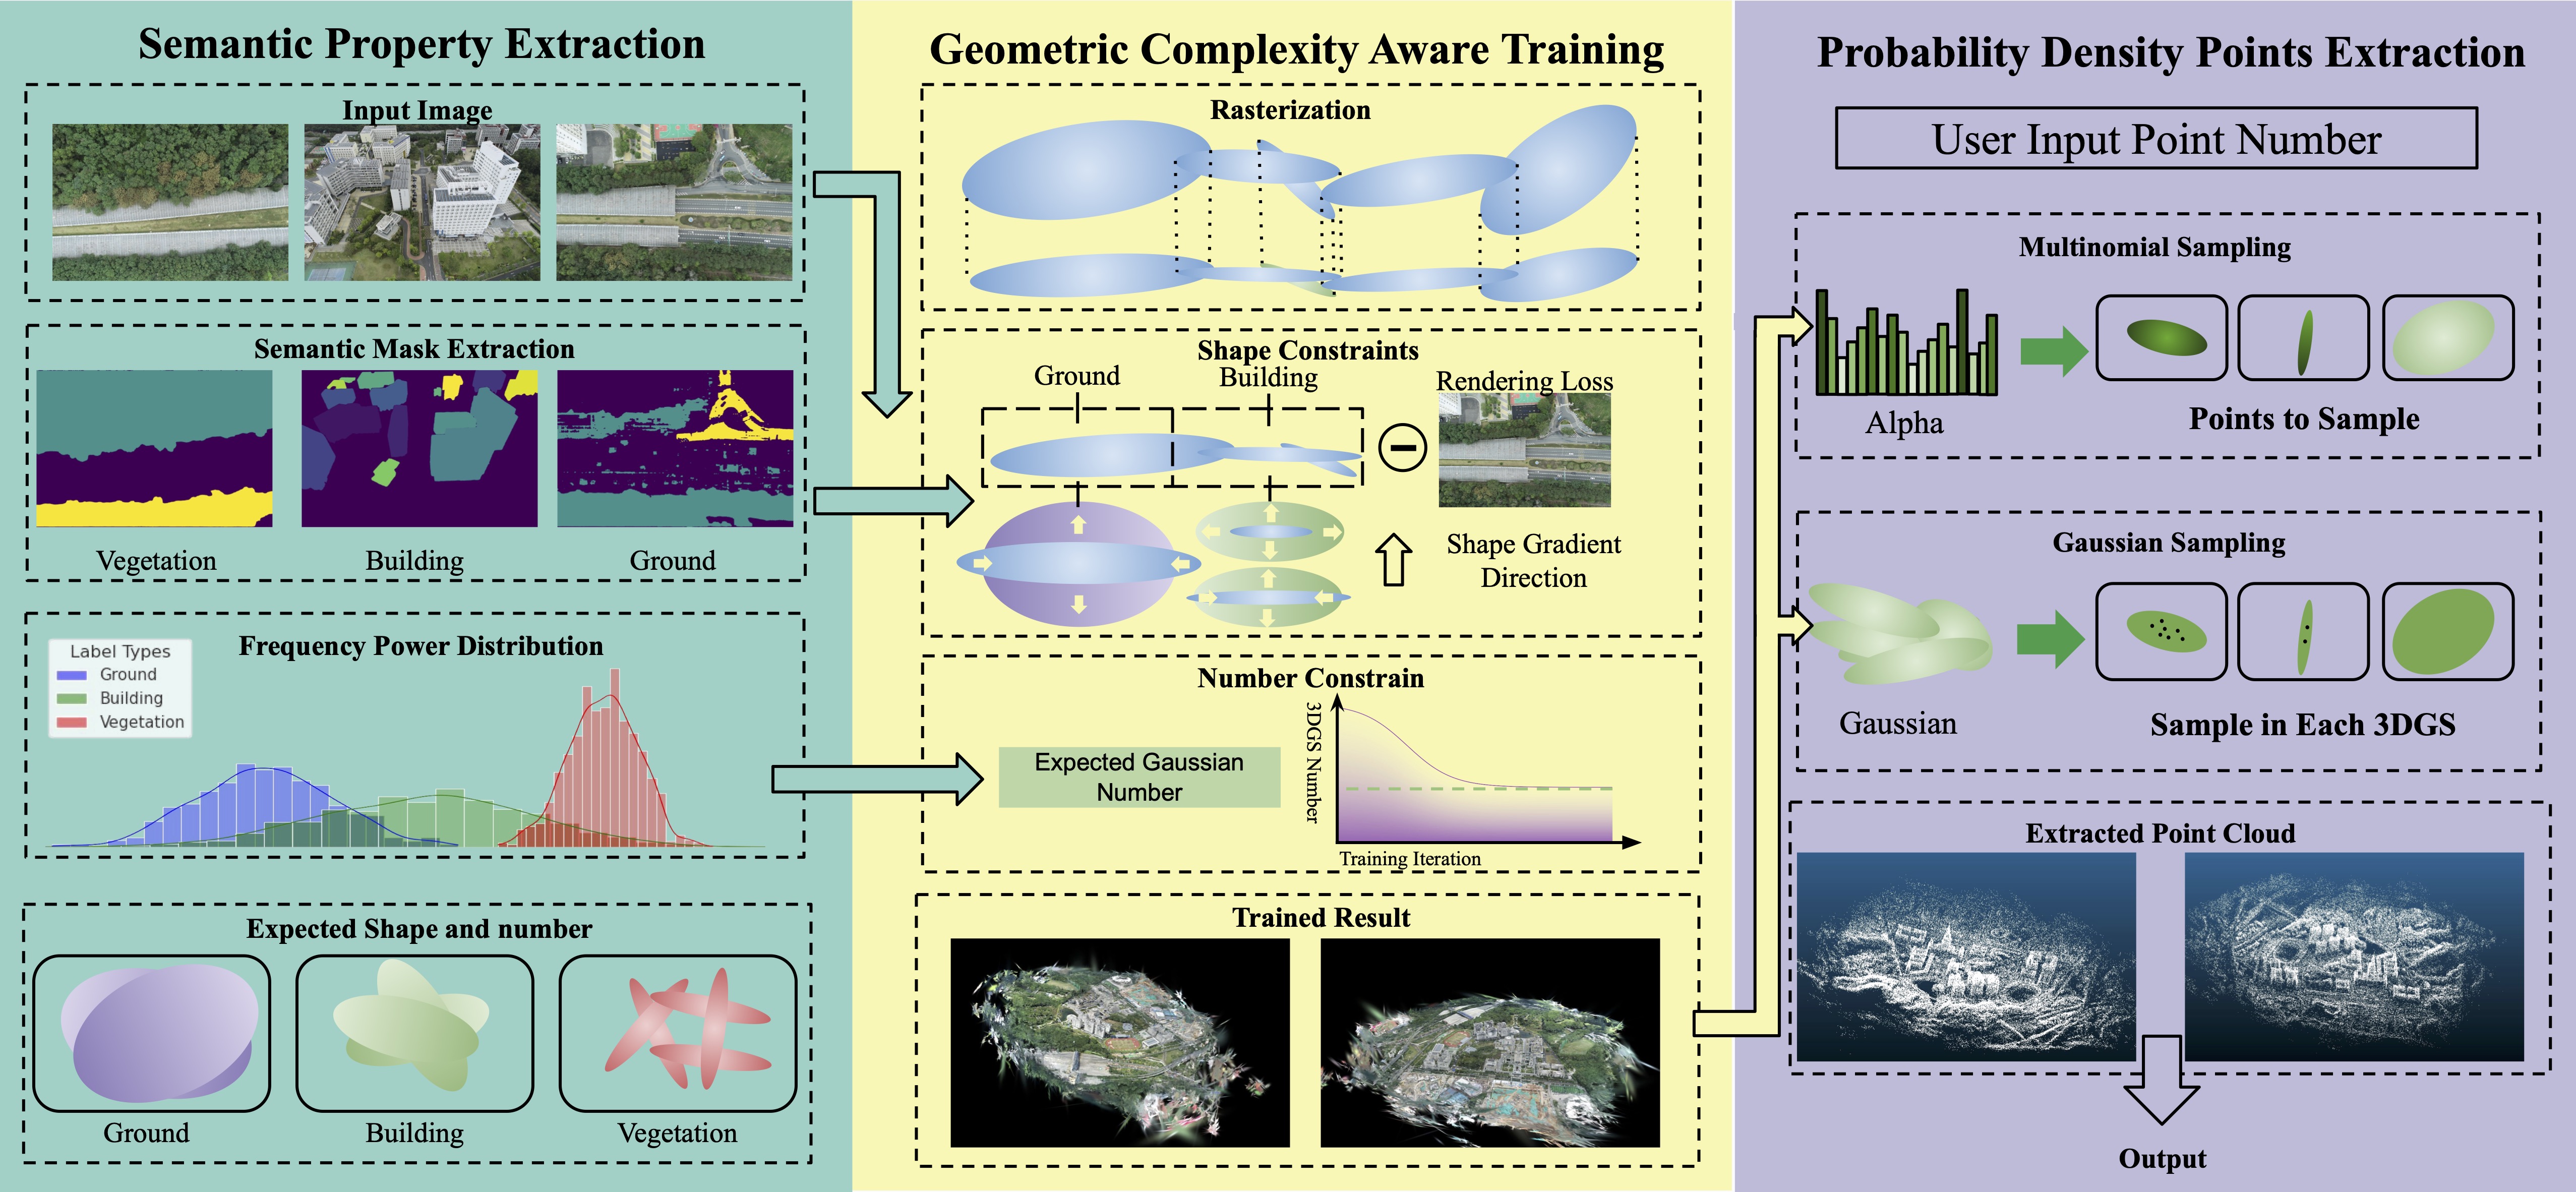 Semantic Property Extraction
Input Image
Semantic Mask Extraction
Vegetation
Building
Ground
Frequency Power Distribution
Label Types
Ground
Building
Vegetation
Expected Shape and number
Ground
Building
Vegetation
Geometric Complexity Aware Training
Rasterization
Shape Constraints
Ground
Building
Rendering Loss
Shape Gradient
Direction
Number Constrain
Expected Gaussian
Number
3DGS Number
Training Iteration
Trained Result
Probability Density Points Extraction
User Input Point Number
Multinomial Sampling
Alpha
Points to Sample
Gaussian Sampling
Gaussian
Sample in Each 3DGS
Extracted Point Cloud
Output